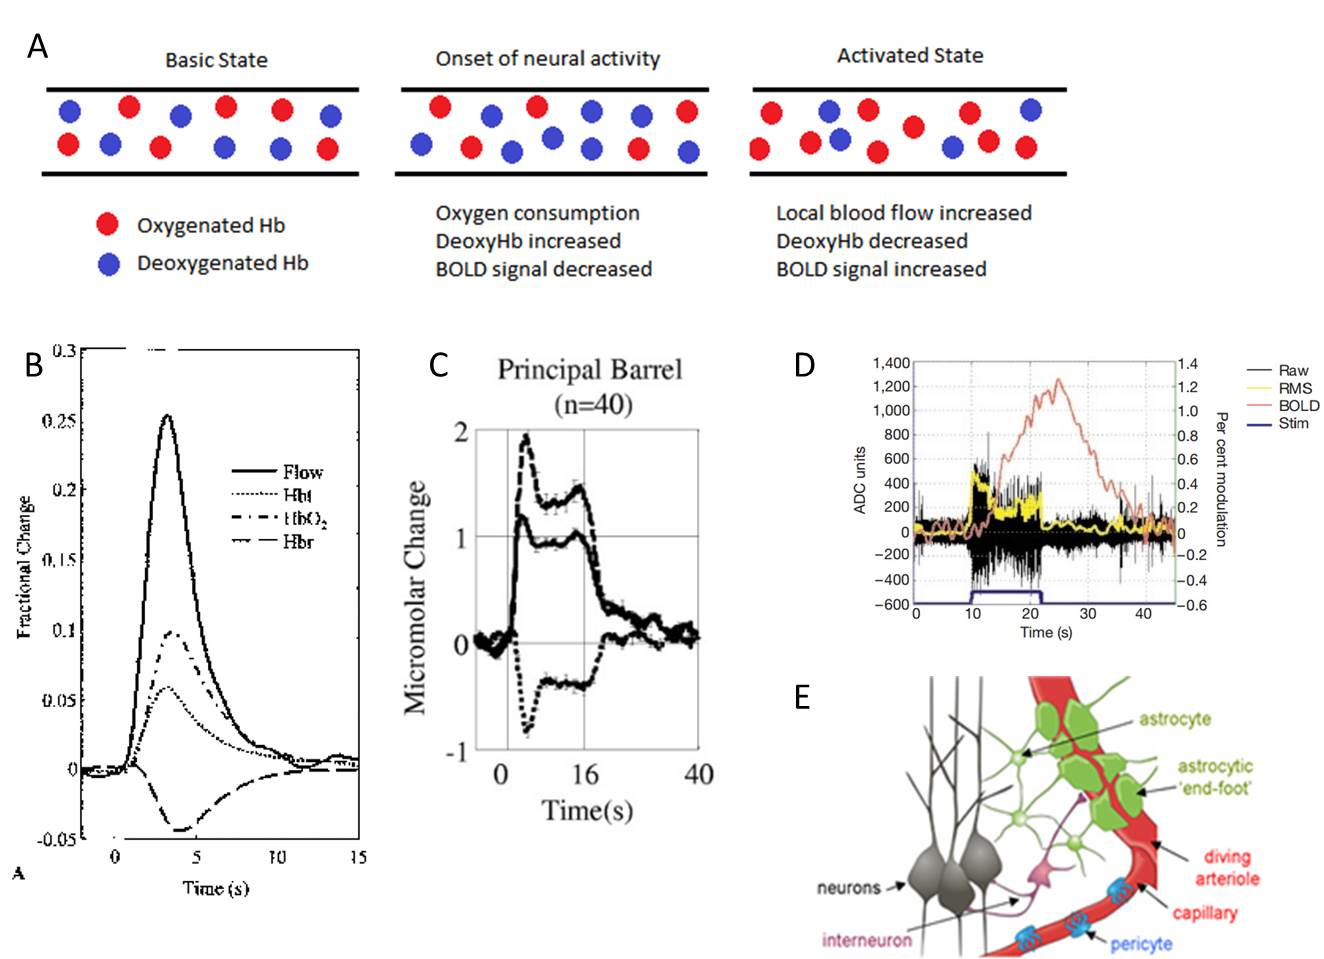 A
Basic State
Onset of neural activity
Activated State
Oxygenated Hb
Deoxygenated Hb
Oxygen consumption
DeoxyHb increased
BOLD signal decreased
Local blood flow increased
DeoxyHb decreased
BOLD signal increased
B
0.3
0.25
0.2
0.15
0.1
0.05
0
-0.05
Fractional Change
Flow
Hbt
HbO2
Hbr
0
5
10
15
Time (s)
A
C
Principal Barrel
(n=40)
2
1
0
-1
Micromolar Change
0
16
40
Time(s)
D
1,400
1,200
1,000
800
600
400
200
0
−200
−400
−600
ADC units
1.4
1.2
1.0
0.8
0.6
0.4
0.2
0
−0.2
−0.4
−0.6
Per cent modulation
0
10
20
30
40
Time (s)
Raw
RMS
BOLD
Stim
E
astrocyte
astrocytic
'end-foot'
diving
arteriole
capillary
pericyte
neurons
interneuron